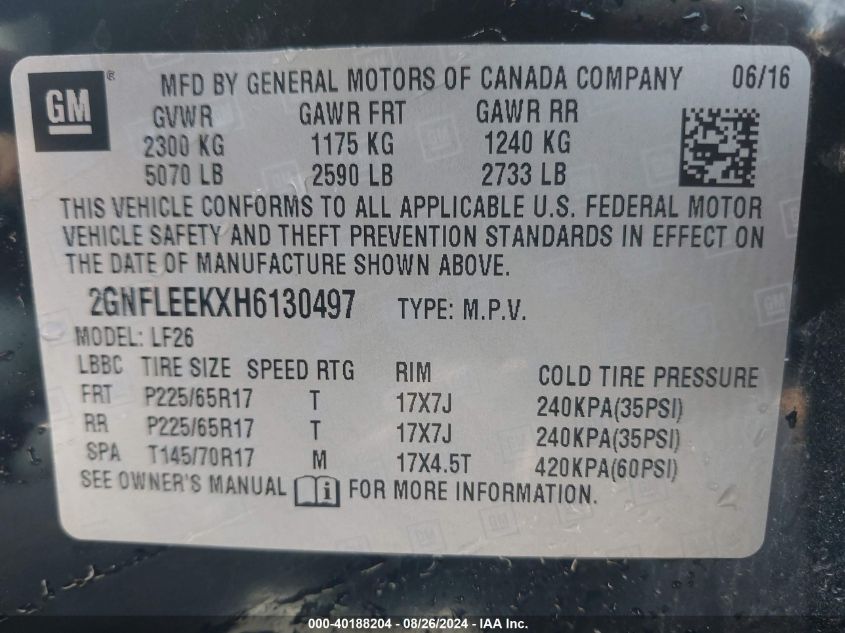 GM ® MFD BY GENERAL MOTORS OF CANADA COMPANY 06/16
GVWR GAWR FRT GAWR RR
2300 KG 1175 KG 1240 KG
5070 LB 2590 LB 2733 LB
THIS VEHICLE CONFORMS TO ALL APPLICABLE U.S. FEDERAL MOTOR
VEHICLE SAFETY AND THEFT PREVENTION STANDARDS IN EFFECT ON
THE DATE OF MANUFACTURE SHOWN ABOVE.
2GNFLEEKXH6130497 TYPE: M.P.V.
MODEL: LF26
LBBC TIRE SIZE SPEED RTG RIM COLD TIRE PRESSURE
FRT P225/65R17 T 17X7J 240KPA(35PSI)
RR P225/65R17 T 17X7J 240KPA(35PSI)
SPA T145/70R17 M 17X4.5T 420KPA(60PSI)
SEE OWNER'S MANUAL i FOR MORE INFORMATION.
000-40188204 - 08/26/2024 - IAA Inc.